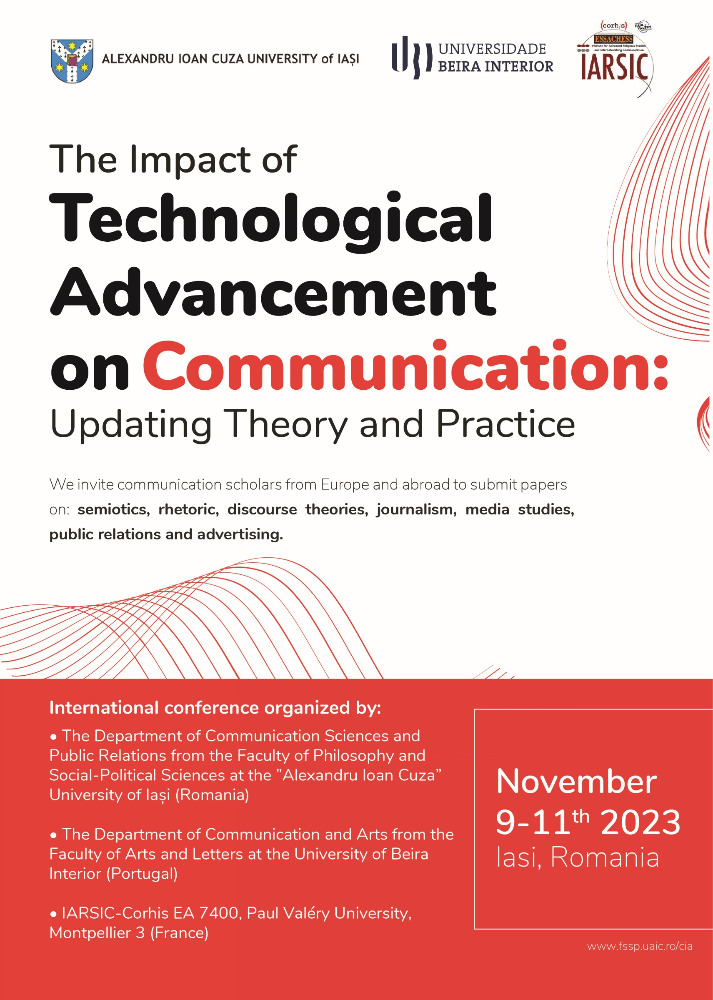 ALEXANDRU IOAN CUZA UNIVERSITY of IAȘI
UNIVERSIDADE
BEIRA INTERIOR
(corhis)
PAUL
VALÉRY
ESSACHESS
Institute for Advanced Religious Studies
and Internetworking Communication
IARSIC
The Impact of
Technological
Advancement
on Communication:
Updating Theory and Practice
We invite communication scholars from Europe and abroad to submit papers
on: semiotics, rhetoric, discourse theories, journalism, media studies,
public relations and advertising.
International conference organized by:
• The Department of Communication Sciences and
Public Relations from the Faculty of Philosophy and
Social-Political Sciences at the ”Alexandru Ioan Cuza”
University of Iași (Romania)
• The Department of Communication and Arts from the
Faculty of Arts and Letters at the University of Beira
Interior (Portugal)
• IARSIC-Corhis EA 7400, Paul Valéry University,
Montpellier 3 (France)
November
9-11th 2023
Iasi, Romania
www.fssp.uaic.ro/cia